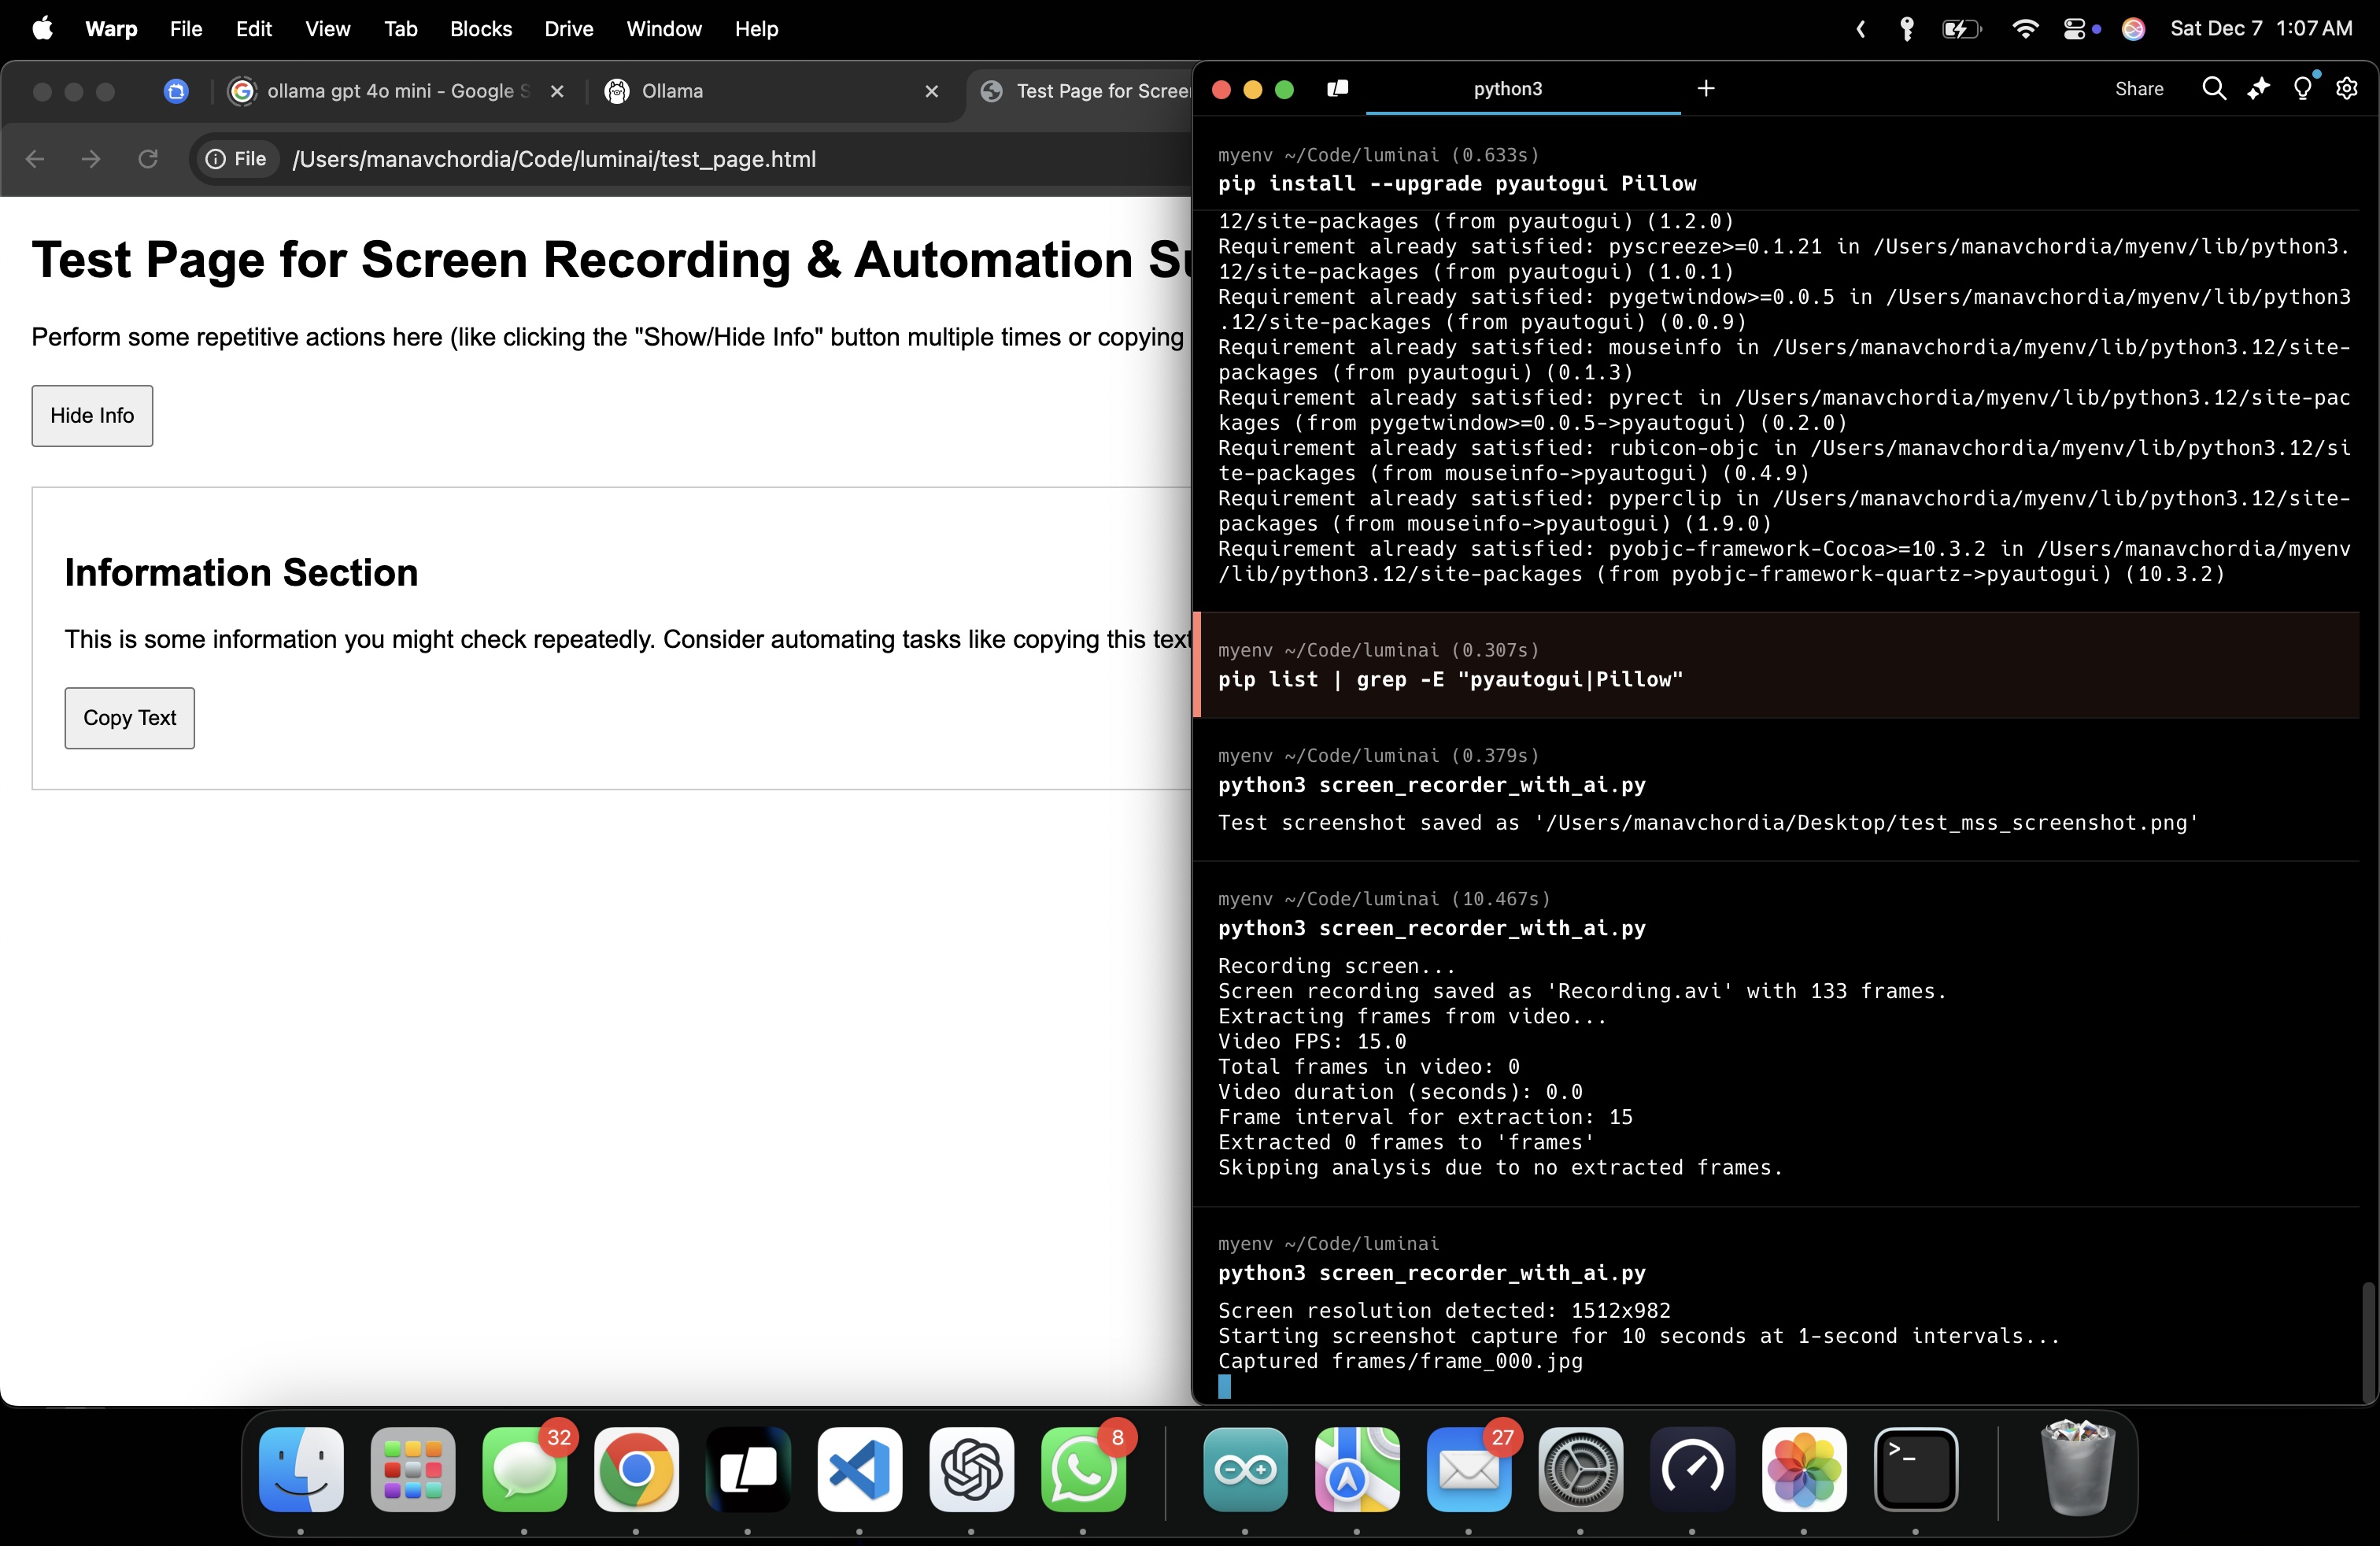 Warp File Edit View Tab Blocks Drive Window Help
Sat Dec 7 1:07 AM
ollama gpt 4o mini - Google S
Ollama
Test Page for Screen
File /Users/manavchordia/Code/luminai/test_page.html
Test Page for Screen Recording & Automation Su
Perform some repetitive actions here (like clicking the "Show/Hide Info" button multiple times or copying
Hide Info
Information Section
This is some information you might check repeatedly. Consider automating tasks like copying this text
Copy Text
python3
Share
myenv ~/Code/luminai (0.633s)
pip install --upgrade pyautogui Pillow
12/site-packages (from pyautogui) (1.2.0)
Requirement already satisfied: pyscreeze>=0.1.21 in /Users/manavchordia/myenv/lib/python3.
12/site-packages (from pyautogui) (1.0.1)
Requirement already satisfied: pygetwindow>=0.0.5 in /Users/manavchordia/myenv/lib/python3
.12/site-packages (from pyautogui) (0.0.9)
Requirement already satisfied: mouseinfo in /Users/manavchordia/myenv/lib/python3.12/site-
packages (from pyautogui) (0.1.3)
Requirement already satisfied: pyrect in /Users/manavchordia/myenv/lib/python3.12/site-pac
kages (from pygetwindow>=0.0.5->pyautogui) (0.2.0)
Requirement already satisfied: rubicon-objc in /Users/manavchordia/myenv/lib/python3.12/si
te-packages (from mouseinfo->pyautogui) (0.4.9)
Requirement already satisfied: pyperclip in /Users/manavchordia/myenv/lib/python3.12/site-
packages (from mouseinfo->pyautogui) (1.9.0)
Requirement already satisfied: pyobjc-framework-Cocoa>=10.3.2 in /Users/manavchordia/myenv
/lib/python3.12/site-packages (from pyobjc-framework-quartz->pyautogui) (10.3.2)
myenv ~/Code/luminai (0.307s)
pip list | grep -E "pyautogui|Pillow"
myenv ~/Code/luminai (0.379s)
python3 screen_recorder_with_ai.py
Test screenshot saved as '/Users/manavchordia/Desktop/test_mss_screenshot.png'
myenv ~/Code/luminai (10.467s)
python3 screen_recorder_with_ai.py
Recording screen...
Screen recording saved as 'Recording.avi' with 133 frames.
Extracting frames from video...
Video FPS: 15.0
Total frames in video: 0
Video duration (seconds): 0.0
Frame interval for extraction: 15
Extracted 0 frames to 'frames'
Skipping analysis due to no extracted frames.
myenv ~/Code/luminai
python3 screen_recorder_with_ai.py
Screen resolution detected: 1512x982
Starting screenshot capture for 10 seconds at 1-second intervals...
Captured frames/frame_000.jpg
32
8
27